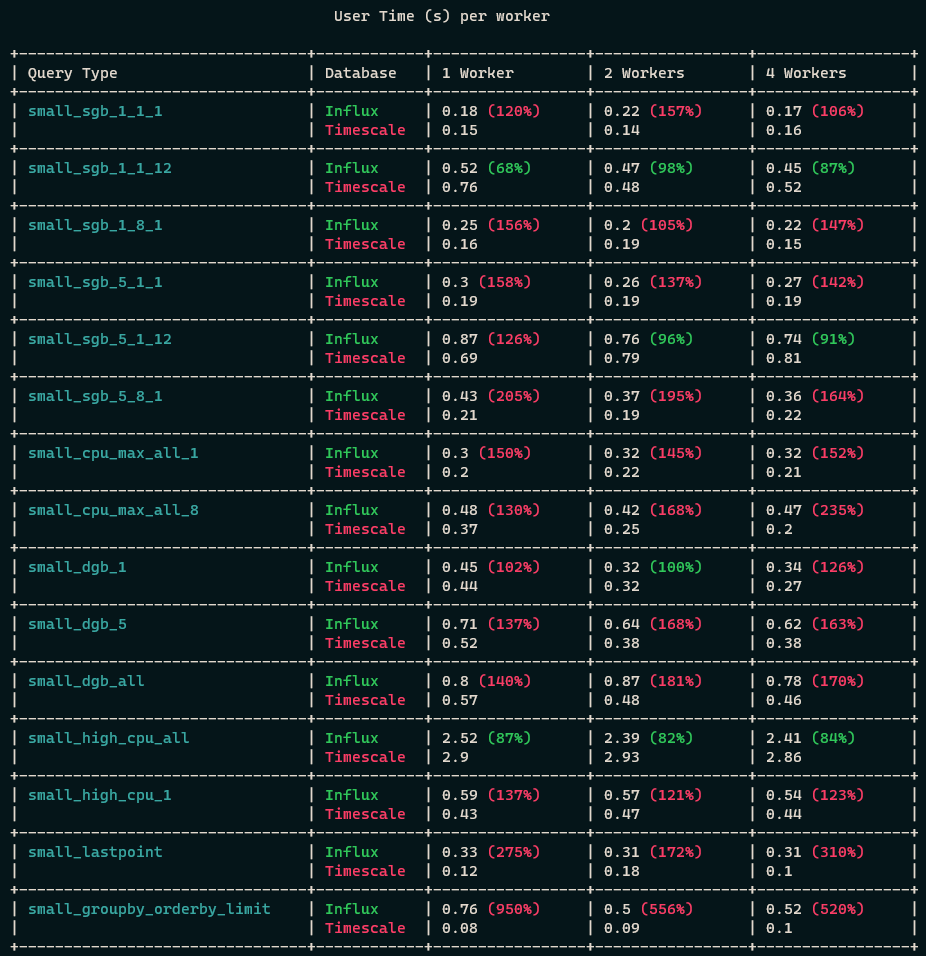 User Time (s) per worker
| Query Type | Database | 1 Worker | 2 Workers | 4 Workers |
| small_sgb_1_1_1 | Influx | 0.18 (120%) | 0.22 (157%) | 0.17 (106%) |
| | Timescale | 0.15 | 0.14 | 0.16 |
| small_sgb_1_1_12 | Influx | 0.52 (68%) | 0.47 (98%) | 0.45 (87%) |
| | Timescale | 0.76 | 0.48 | 0.52 |
| small_sgb_1_8_1 | Influx | 0.25 (156%) | 0.2 (105%) | 0.22 (147%) |
| | Timescale | 0.16 | 0.19 | 0.15 |
| small_sgb_5_1_1 | Influx | 0.3 (158%) | 0.26 (137%) | 0.27 (142%) |
| | Timescale | 0.19 | 0.19 | 0.19 |
| small_sgb_5_1_12 | Influx | 0.87 (126%) | 0.76 (96%) | 0.74 (91%) |
| | Timescale | 0.69 | 0.79 | 0.81 |
| small_sgb_5_8_1 | Influx | 0.43 (205%) | 0.37 (195%) | 0.36 (164%) |
| | Timescale | 0.21 | 0.19 | 0.22 |
| small_cpu_max_all_1 | Influx | 0.3 (150%) | 0.32 (145%) | 0.32 (152%) |
| | Timescale | 0.2 | 0.22 | 0.21 |
| small_cpu_max_all_8 | Influx | 0.48 (130%) | 0.42 (168%) | 0.47 (235%) |
| | Timescale | 0.37 | 0.25 | 0.2 |
| small_dgb_1 | Influx | 0.45 (102%) | 0.32 (100%) | 0.34 (126%) |
| | Timescale | 0.44 | 0.32 | 0.27 |
| small_dgb_5 | Influx | 0.71 (137%) | 0.64 (168%) | 0.62 (163%) |
| | Timescale | 0.52 | 0.38 | 0.38 |
| small_dgb_all | Influx | 0.8 (140%) | 0.87 (181%) | 0.78 (170%) |
| | Timescale | 0.57 | 0.48 | 0.46 |
| small_high_cpu_all | Influx | 2.52 (87%) | 2.39 (82%) | 2.41 (84%) |
| | Timescale | 2.9 | 2.93 | 2.86 |
| small_high_cpu_1 | Influx | 0.59 (137%) | 0.57 (121%) | 0.54 (123%) |
| | Timescale | 0.43 | 0.47 | 0.44 |
| small_lastpoint | Influx | 0.33 (275%) | 0.31 (172%) | 0.31 (310%) |
| | Timescale | 0.12 | 0.18 | 0.1 |
| small_groupby_orderby_limit | Influx | 0.76 (950%) | 0.5 (556%) | 0.52 (520%) |
| | Timescale | 0.08 | 0.09 | 0.1 |